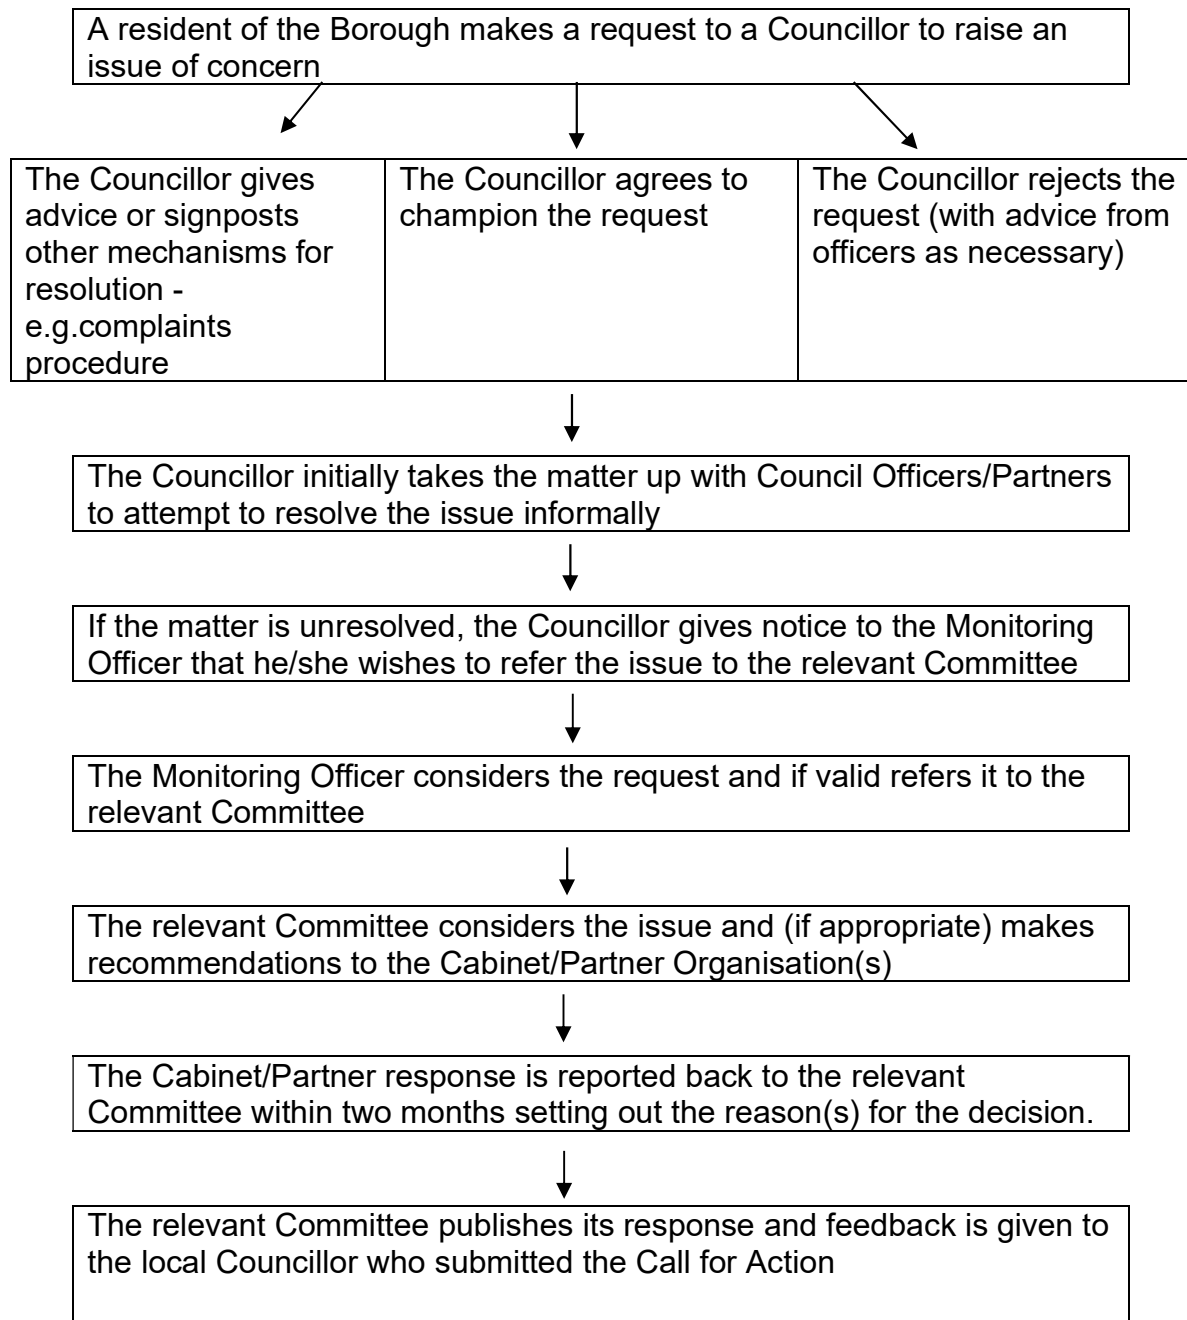 A resident of the Borough makes a request to a Councillor to raise an
issue of concern
The Councillor gives
advice or signposts
other mechanisms for
resolution -
e.g.complaints
procedure
The Councillor agrees to
champion the request
The Councillor rejects the
request (with advice from
officers as necessary)
The Councillor initially takes the matter up with Council Officers/Partners
to attempt to resolve the issue informally
If the matter is unresolved, the Councillor gives notice to the Monitoring
Officer that he/she wishes to refer the issue to the relevant Committee
The Monitoring Officer considers the request and if valid refers it to the
relevant Committee
The relevant Committee considers the issue and (if appropriate) makes
recommendations to the Cabinet/Partner Organisation(s)
The Cabinet/Partner response is reported back to the relevant
Committee within two months setting out the reason(s) for the decision.
The relevant Committee publishes its response and feedback is given to
the local Councillor who submitted the Call for Action